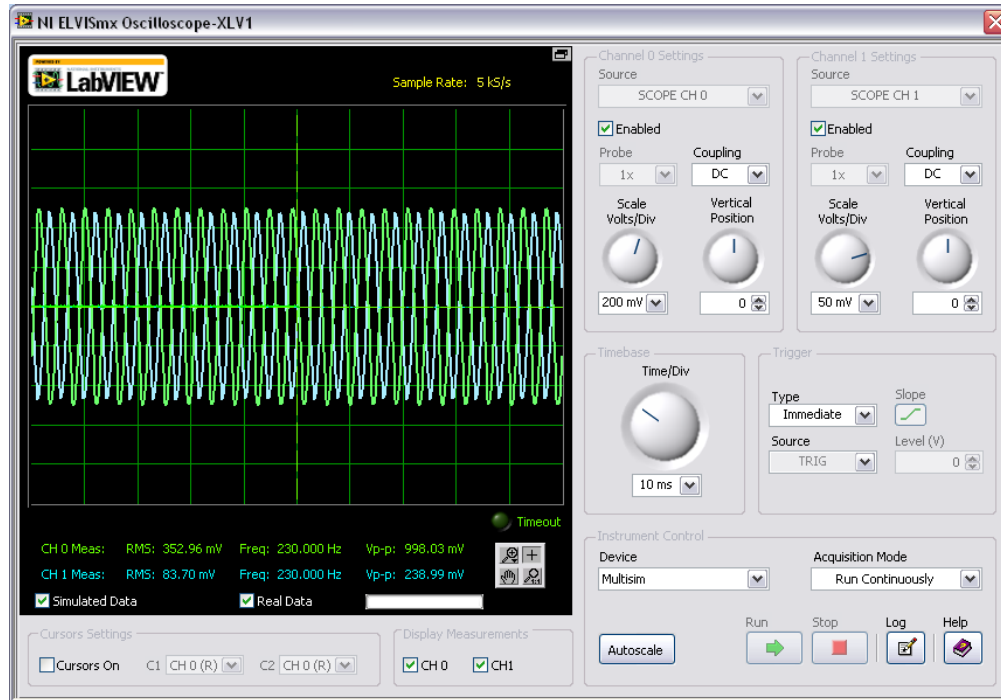 NI ELVISmx Oscilloscope-XLV1
LabVIEW
Sample Rate: 5 kS/s
Timeout
CH 0 Meas: RMS: 352.96 mV Freq: 230.000 Hz Vp-p: 998.03 mV
CH 1 Meas: RMS: 83.70 mV Freq: 230.000 Hz Vp-p: 238.99 mV
Simulated Data
Real Data
Cursors Settings
Cursors On C1 CH 0 (R) C2 CH 0 (R)
Display Measurements
CH 0 CH1
Channel 0 Settings
Source
SCOPE CH 0
Enabled
Probe Coupling
1x DC
Scale Volts/Div
Vertical Position
200 mV 0
Channel 1 Settings
Source
SCOPE CH 1
Enabled
Probe Coupling
1x DC
Scale Volts/Div
Vertical Position
50 mV 0
Timebase
Time/Div
10 ms
Trigger
Type Slope
Immediate
Source Level (V)
TRIG 0
Instrument Control
Device Acquisition Mode
Multisim Run Continuously
Run Stop Log Help
Autoscale